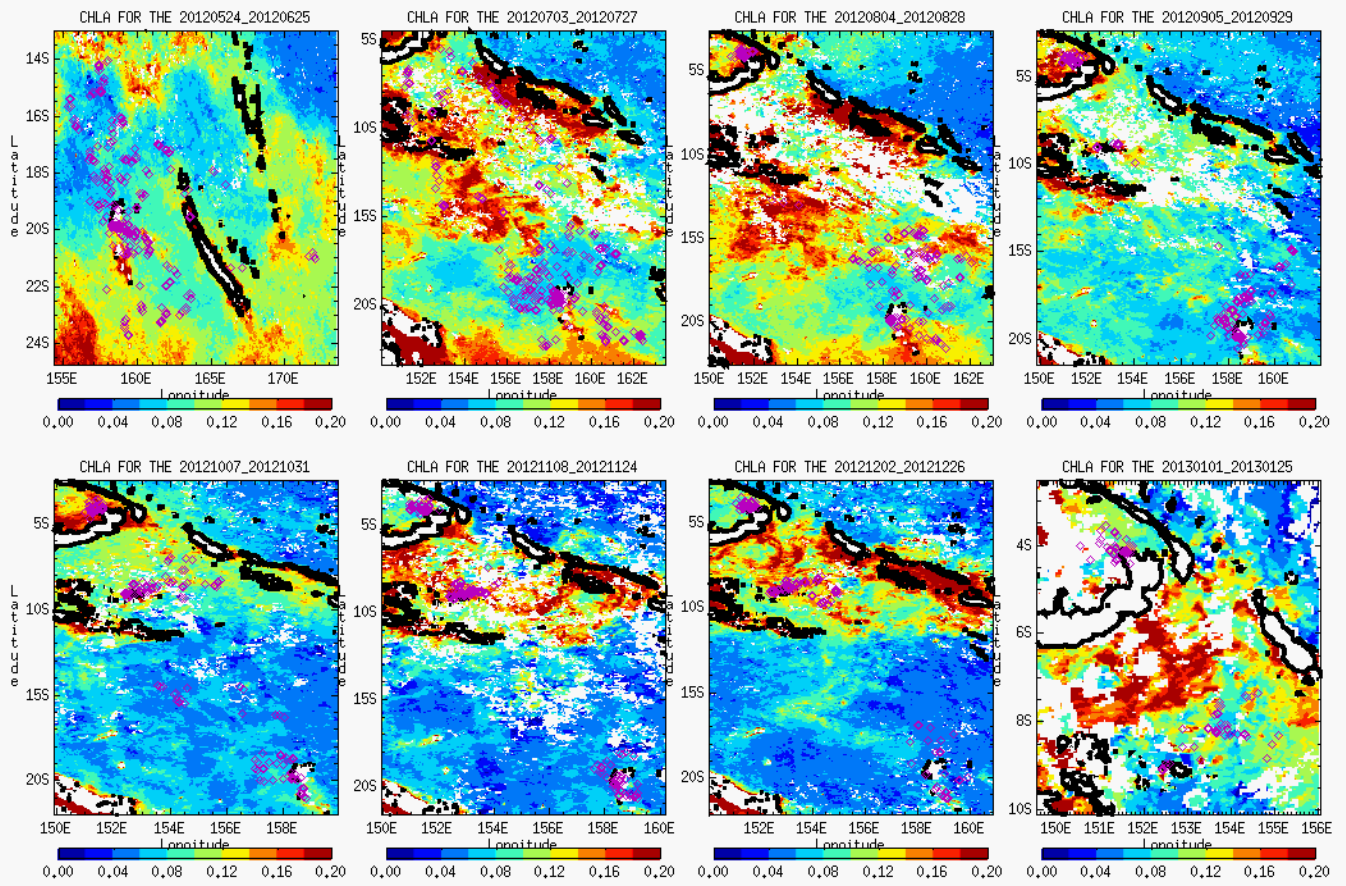 CHLA FOR THE 20120524_20120625
14S
16S
18S
20S
22S
24S
Latitude
155E 160E 165E 170E
Longitude
0.00 0.04 0.08 0.12 0.16 0.20
CHLA FOR THE 20120703_20120727
5S
10S
15S
20S
Latitude
152E 154E 156E 158E 160E 162E
Longitude
0.00 0.04 0.08 0.12 0.16 0.20
CHLA FOR THE 20120804_20120828
5S
10S
15S
20S
Latitude
150E 152E 154E 156E 158E 160E 162E
Longitude
0.00 0.04 0.08 0.12 0.16 0.20
CHLA FOR THE 20120905_20120929
5S
10S
15S
20S
150E 152E 154E 156E 158E 160E
Longitude
0.00 0.04 0.08 0.12 0.16 0.20
CHLA FOR THE 20121007_20121031
5S
10S
15S
20S
Latitude
150E 152E 154E 156E 158E
Longitude
0.00 0.04 0.08 0.12 0.16 0.20
CHLA FOR THE 20121108_20121124
5S
10S
15S
20S
Latitude
150E 152E 154E 156E 158E 160E
Longitude
0.00 0.04 0.08 0.12 0.16 0.20
CHLA FOR THE 20121202_20121226
5S
10S
15S
20S
Latitude
152E 154E 156E 158E 160E
Longitude
0.00 0.04 0.08 0.12 0.16 0.20
CHLA FOR THE 20130101_20130125
4S
6S
8S
10S
150E 151E 152E 153E 154E 155E 156E
Longitude
0.00 0.04 0.08 0.12 0.16 0.20